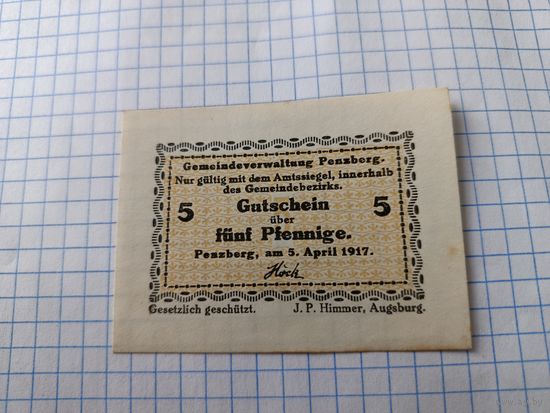 Gemeindeverwaltung Penzberg.
Nur gültig mit dem Amtssiegel, innerhalb
des Gemeindebezirks.
5 Gutschein 5
über
fünf Pfennige.
Penzberg, am 5. April 1917.
Höck
Gesetzlich geschützt. J. P. Himmer, Augsburg.